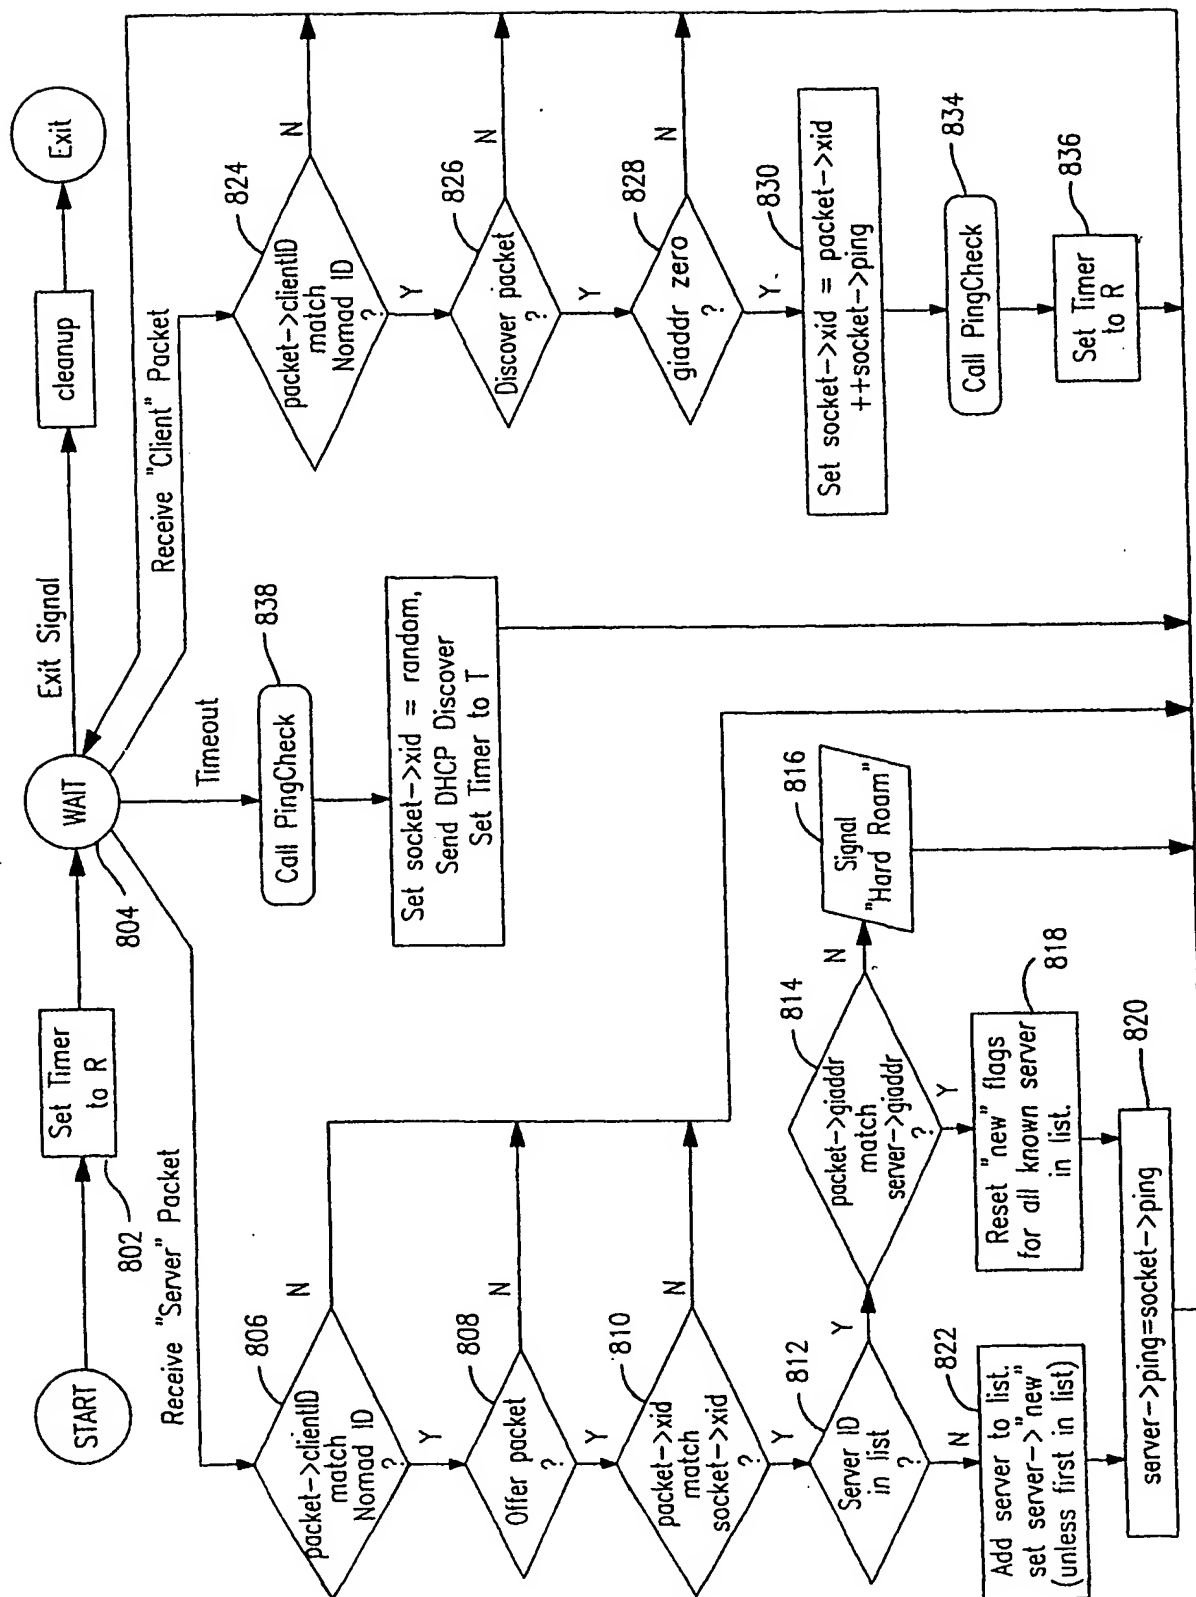 START
Set Timer
to R
802
WAIT
804
Exit Signal
cleanup
Exit
Receive "Server" Packet
packet->clientID
match
Nomad ID
?
806
N
Y
Offer packet
?
808
N
Y
packet->xid
match
socket->xid
?
810
N
Y
Server ID
in list
?
812
Y
N
packet->giaddr
match
server->giaddr
?
814
N
Y
Signal
"Hard Roam"
816
Reset "new" flags
for all known server
in list.
818
Add server to list.
set server->"new"
(unless first in list)
822
server->ping=socket->ping
820
Timeout
Call PingCheck
838
Set socket->xid = random,
Send DHCP Discover
Set Timer to T
Receive "Client" Packet
packet->clientID
match
Nomad ID
?
824
N
Y
Discover packet
?
826
N
Y
giaddr zero
?
828
N
Y
Set socket->xid = packet->xid
++socket->ping
830
Call PingCheck
834
Set Timer
to R
836